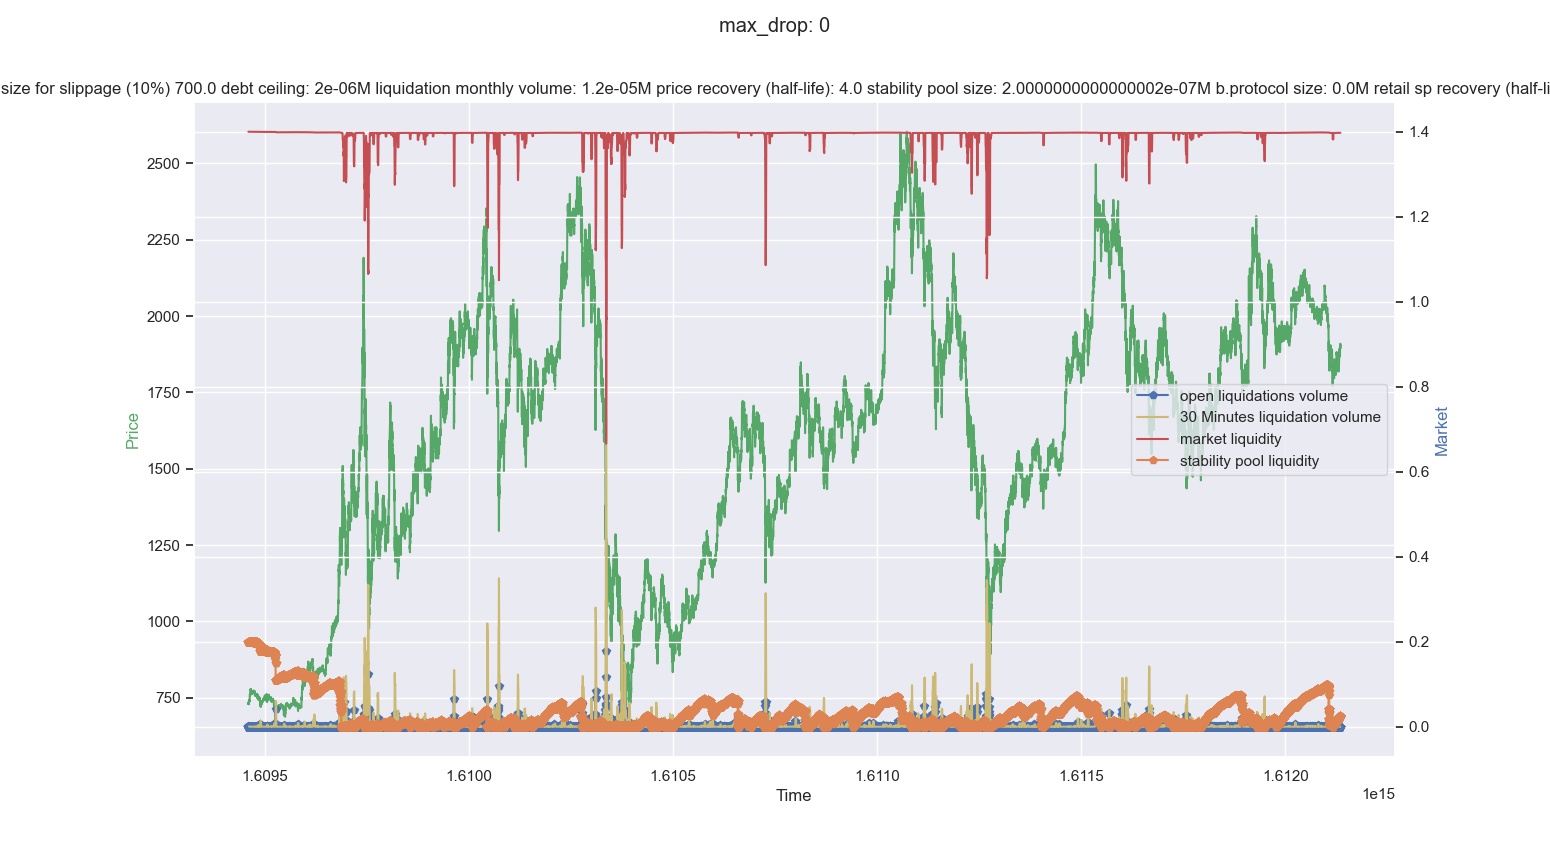 max_drop: 0
size for slippage (10%) 700.0 debt ceiling: 2e-06M liquidation monthly volume: 1.2e-05M price recovery (half-life): 4.0 stability pool size: 2.0000000000000002e-07M b.protocol size: 0.0M retail sp recovery (half-li
2500
2250
2000
1750
1500
1250
1000
750
Price
1.4
1.2
1.0
0.8
0.6
0.4
0.2
0.0
Market
open liquidations volume
30 Minutes liquidation volume
market liquidity
stability pool liquidity
1.6095
1.6100
1.6105
1.6110
1.6115
1.6120
1e15
Time